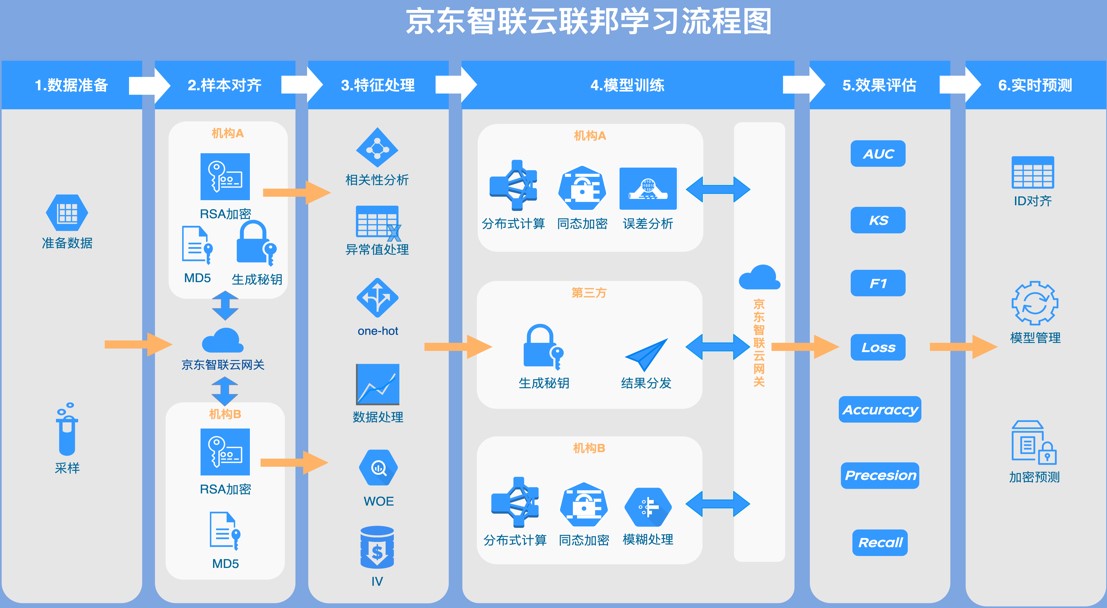 京东智联云联邦学习流程图
1.数据准备
2.样本对齐
3.特征处理
4.模型训练
5.效果评估
6.实时预测
准备数据
采样
机构A
RSA加密
MD5
生成秘钥
京东智联云网关
机构B
RSA加密
MD5
相关性分析
异常值处理
one-hot
数据处理
WOE
IV
机构A
分布式计算
同态加密
误差分析
第三方
生成秘钥
结果分发
机构B
分布式计算
同态加密
模糊处理
京东智联云网关
AUC
KS
F1
Loss
Accuraccy
Precesion
Recall
ID对齐
模型管理
加密预测